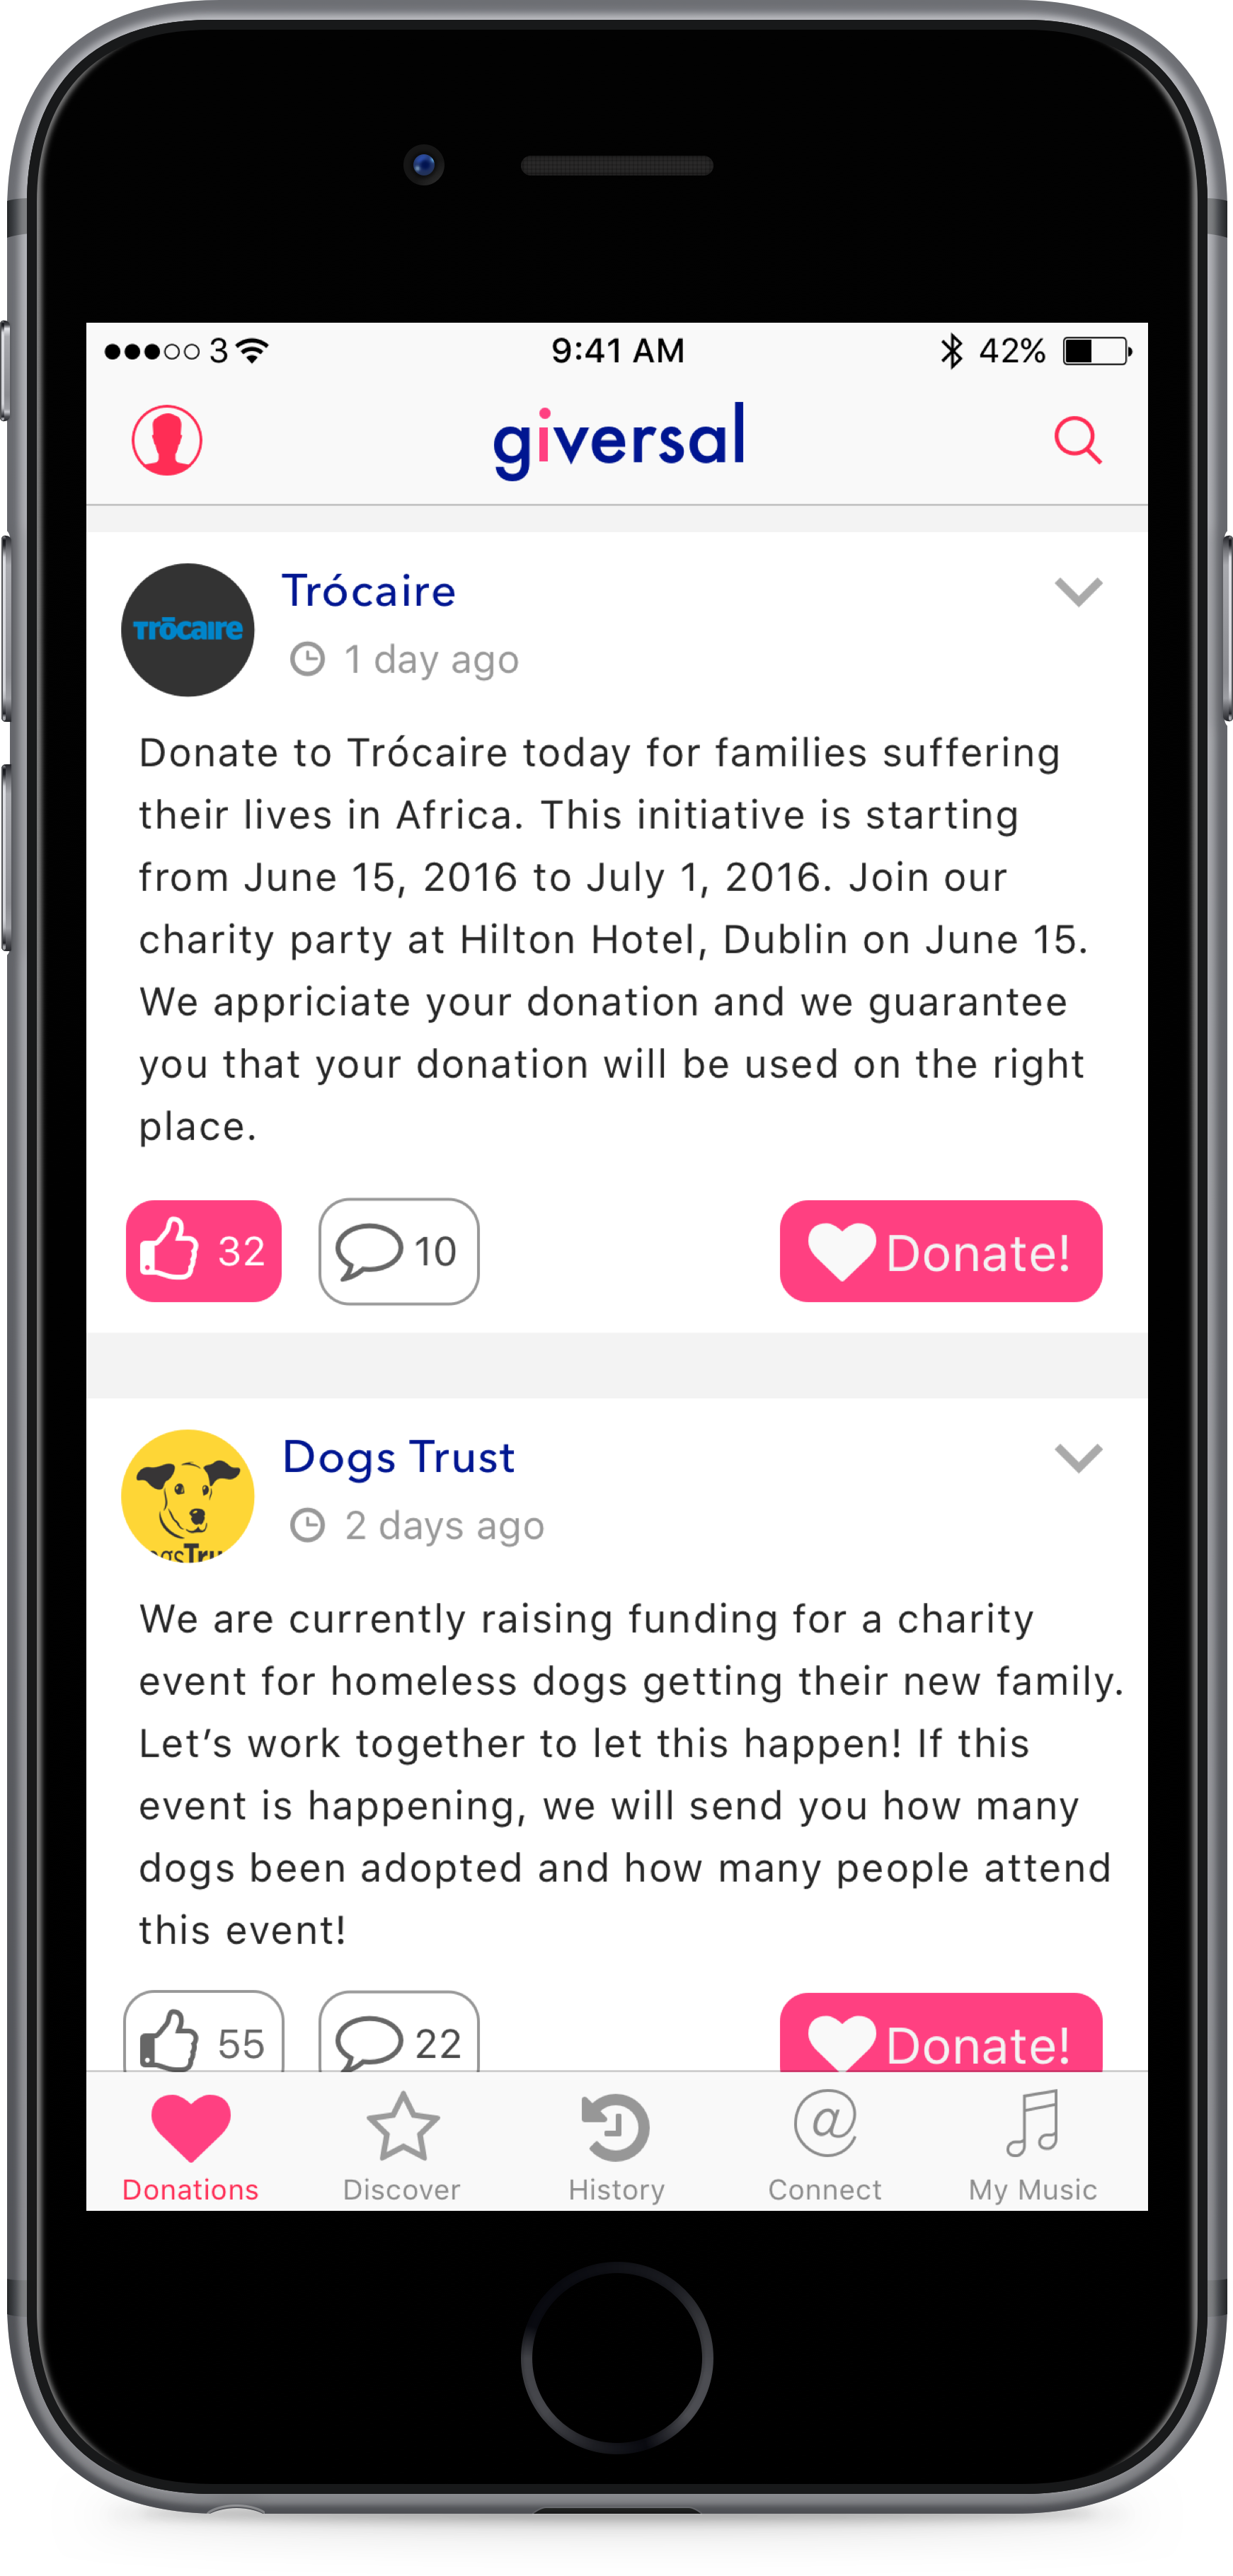 3 9:41 AM 42%
giversal
Trōcaire
Trócaire
1 day ago
Donate to Trócaire today for families suffering
their lives in Africa. This initiative is starting
from June 15, 2016 to July 1, 2016. Join our
charity party at Hilton Hotel, Dublin on June 15.
We appriciate your donation and we guarantee
you that your donation will be used on the right
place.
32 10 Donate!
Dogs Trust
2 days ago
We are currently raising funding for a charity
event for homeless dogs getting their new family.
Let’s work together to let this happen! If this
event is happening, we will send you how many
dogs been adopted and how many people attend
this event!
55 22 Donate!
Donations Discover History Connect My Music